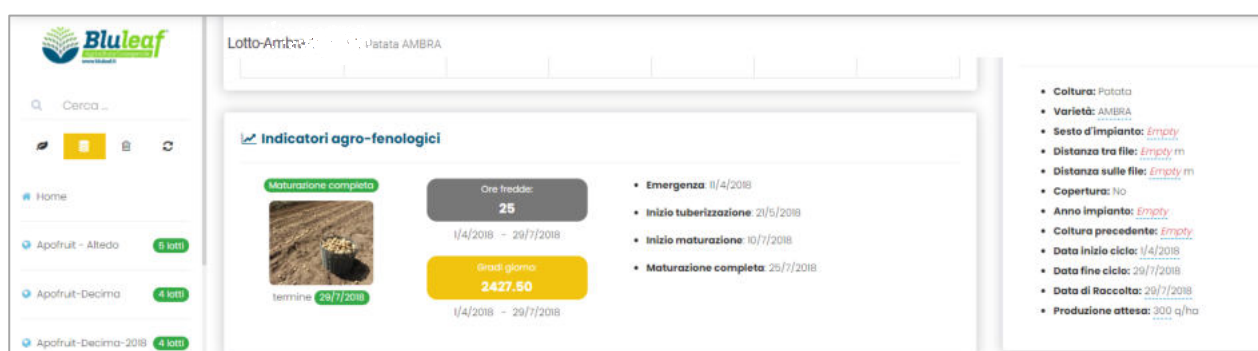 Bluleaf
www.bluleaf.it
Cerca ...
Home
Apofruit - Altedo 5 lotti
Apofruit-Decima 4 lotti
Apofruit-Decima-2018 4 lotti
Patata AMBRA
Indicatori agro-fenologici
Maturazione completa
termine 29/7/2018
Ore fredde:
25
1/4/2018 - 29/7/2018
Gradi giorno:
2427.50
1/4/2018 - 29/7/2018
Emergenza: 11/4/2018
Inizio tuberizzazione: 21/5/2018
Inizio maturazione: 10/7/2018
Maturazione completa: 25/7/2018
Coltura: Patata
Varietà: AMBRA
Sesto d'impianto: Empty
Distanza tra file: Empty m
Distanza sulle file: Empty m
Copertura: No
Anno impianto: Empty
Coltura precedente: Empty
Data inizio ciclo: 1/4/2018
Data fine ciclo: 29/7/2018
Data di Raccolta: 29/7/2018
Produzione attesa: 300 q/ha